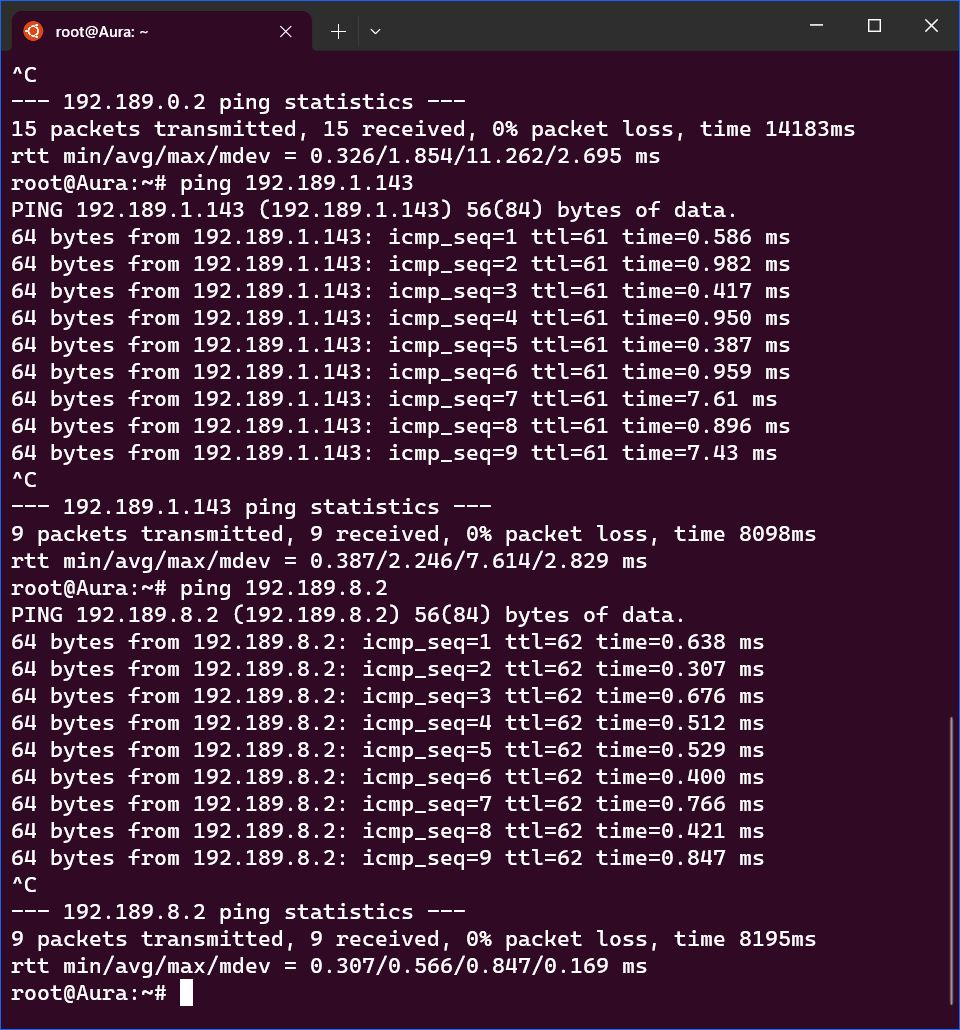 root@Aura: ~
^C
--- 192.189.0.2 ping statistics ---
15 packets transmitted, 15 received, 0% packet loss, time 14183ms
rtt min/avg/max/mdev = 0.326/1.854/11.262/2.695 ms
root@Aura:~# ping 192.189.1.143
PING 192.189.1.143 (192.189.1.143) 56(84) bytes of data.
64 bytes from 192.189.1.143: icmp_seq=1 ttl=61 time=0.586 ms
64 bytes from 192.189.1.143: icmp_seq=2 ttl=61 time=0.982 ms
64 bytes from 192.189.1.143: icmp_seq=3 ttl=61 time=0.417 ms
64 bytes from 192.189.1.143: icmp_seq=4 ttl=61 time=0.950 ms
64 bytes from 192.189.1.143: icmp_seq=5 ttl=61 time=0.387 ms
64 bytes from 192.189.1.143: icmp_seq=6 ttl=61 time=0.959 ms
64 bytes from 192.189.1.143: icmp_seq=7 ttl=61 time=7.61 ms
64 bytes from 192.189.1.143: icmp_seq=8 ttl=61 time=0.896 ms
64 bytes from 192.189.1.143: icmp_seq=9 ttl=61 time=7.43 ms
^C
--- 192.189.1.143 ping statistics ---
9 packets transmitted, 9 received, 0% packet loss, time 8098ms
rtt min/avg/max/mdev = 0.387/2.246/7.614/2.829 ms
root@Aura:~# ping 192.189.8.2
PING 192.189.8.2 (192.189.8.2) 56(84) bytes of data.
64 bytes from 192.189.8.2: icmp_seq=1 ttl=62 time=0.638 ms
64 bytes from 192.189.8.2: icmp_seq=2 ttl=62 time=0.307 ms
64 bytes from 192.189.8.2: icmp_seq=3 ttl=62 time=0.676 ms
64 bytes from 192.189.8.2: icmp_seq=4 ttl=62 time=0.512 ms
64 bytes from 192.189.8.2: icmp_seq=5 ttl=62 time=0.529 ms
64 bytes from 192.189.8.2: icmp_seq=6 ttl=62 time=0.400 ms
64 bytes from 192.189.8.2: icmp_seq=7 ttl=62 time=0.766 ms
64 bytes from 192.189.8.2: icmp_seq=8 ttl=62 time=0.421 ms
64 bytes from 192.189.8.2: icmp_seq=9 ttl=62 time=0.847 ms
^C
--- 192.189.8.2 ping statistics ---
9 packets transmitted, 9 received, 0% packet loss, time 8195ms
rtt min/avg/max/mdev = 0.307/0.566/0.847/0.169 ms
root@Aura:~#